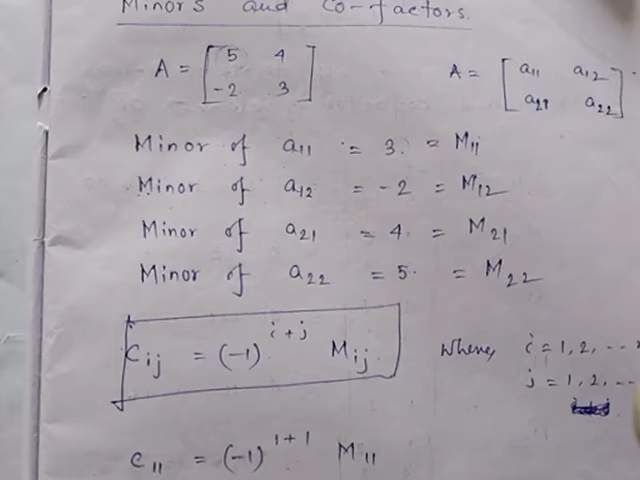 Minors and Co-factors.
A = [5 4
-2 3]
A = [a11 a12
a21 a22].
Minor of a11 = 3. = M11
Minor of a12 = -2 = M12
Minor of a21 = 4. = M21
Minor of a22 = 5. = M22
Cij = (-1)^i+j Mij
Where, i = 1, 2, ...
j = 1, 2, ...
C11 = (-1)^1+1 M11